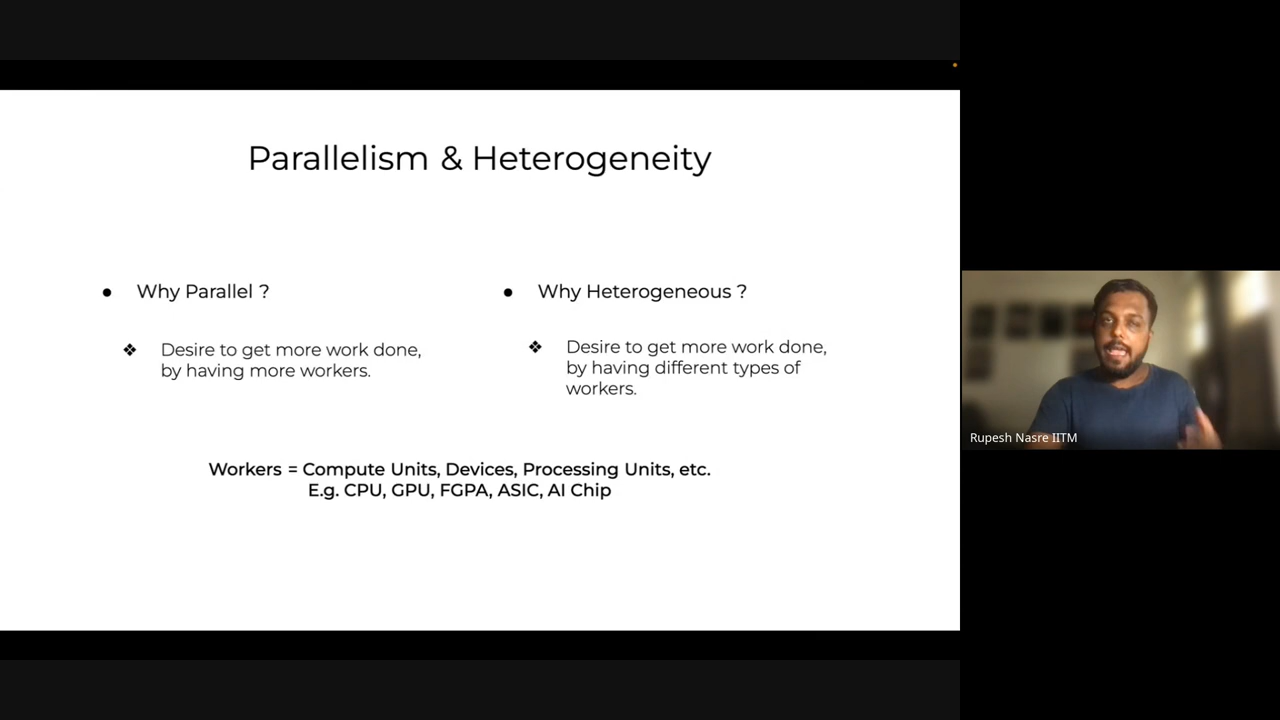 Parallelism & Heterogeneity
● Why Parallel ?
❖ Desire to get more work done,
by having more workers.
● Why Heterogeneous ?
❖ Desire to get more work done,
by having different types of
workers.
Workers = Compute Units, Devices, Processing Units, etc.
E.g. CPU, GPU, FGPA, ASIC, AI Chip
Rupesh Nasre IITM